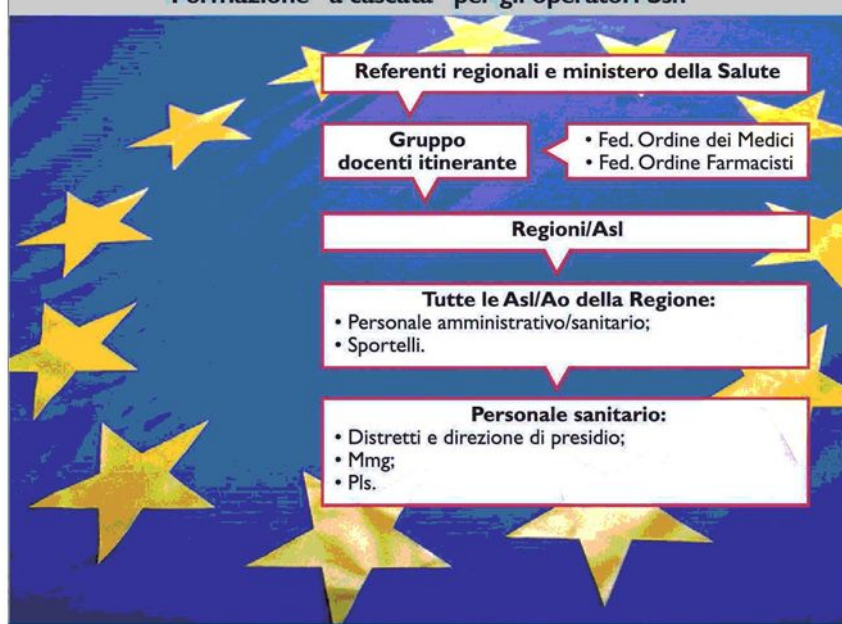 Formazione "a cascata" per gli operatori Ssn
Referenti regionali e ministero della Salute
Gruppo
docenti itinerante
• Fed. Ordine dei Medici
• Fed. Ordine Farmacisti
Regioni/Asl
Tutte le Asl/Ao della Regione:
• Personale amministrativo/sanitario;
• Sportelli.
Personale sanitario:
• Distretti e direzione di presidio;
• Mmg;
• Pls.